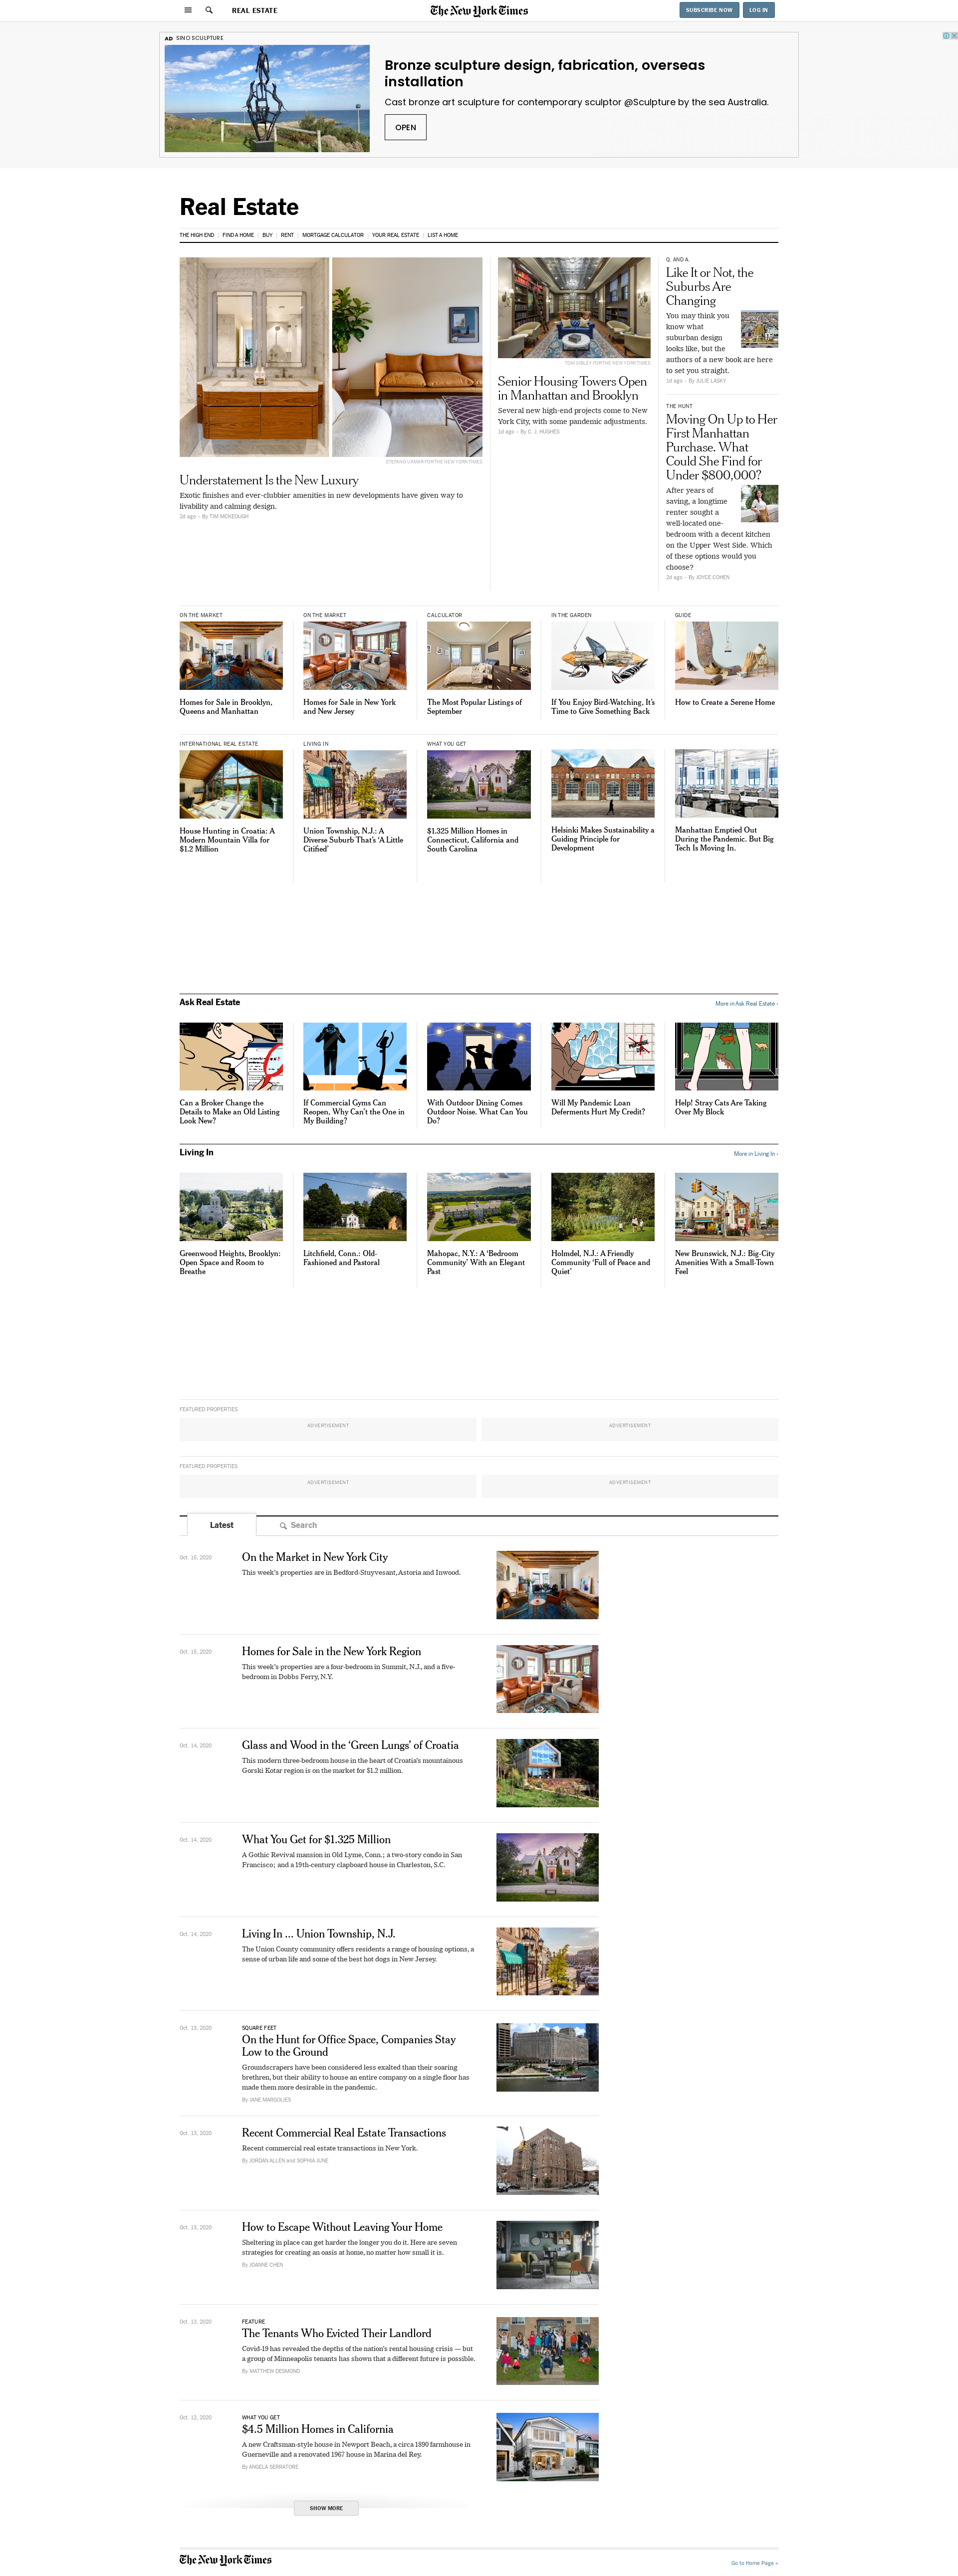 REAL ESTATE
The New York Times
SUBSCRIBE NOW
LOG IN
AD SINO SCULPTURE
Bronze sculpture design, fabrication, overseas
installation
Cast bronze art sculpture for contemporary sculptor @Sculpture by the sea Australia.
OPEN
Real Estate
THE HIGH END
FIND A HOME
BUY
RENT
MORTGAGE CALCULATOR
YOUR REAL ESTATE
LIST A HOME
STEFANO UKMAR FOR THE NEW YORK TIMES
Understatement Is the New Luxury
Exotic finishes and ever-clubbier amenities in new developments have given way to
livability and calming design.
2d ago - By TIM MCKEOUGH
TONY SIBLEY FOR THE NEW YORK TIMES
Senior Housing Towers Open
in Manhattan and Brooklyn
Several new high-end projects come to New
York City, with some pandemic adjustments.
1d ago - By C. J. HUGHES
Q. AND A.
Like It or Not, the
Suburbs Are
Changing
You may think you
know what
suburban design
looks like, but the
authors of a new book are here
to set you straight.
1d ago - By JULIE LASKY
THE HUNT
Moving On Up to Her
First Manhattan
Purchase. What
Could She Find for
Under $800,000?
After years of
saving, a longtime
renter sought a
well-located one-
bedroom with a decent kitchen
on the Upper West Side. Which
of these options would you
choose?
2d ago - By JOYCE COHEN
ON THE MARKET
Homes for Sale in Brooklyn,
Queens and Manhattan
ON THE MARKET
Homes for Sale in New York
and New Jersey
CALCULATOR
The Most Popular Listings of
September
IN THE GARDEN
If You Enjoy Bird-Watching, It's
Time to Give Something Back
GUIDE
How to Create a Serene Home
INTERNATIONAL REAL ESTATE
House Hunting in Croatia: A
Modern Mountain Villa for
$1.2 Million
LIVING IN
Union Township, N.J.: A
Diverse Suburb That's ‘A Little
Citified’
WHAT YOU GET
$1.325 Million Homes in
Connecticut, California and
South Carolina
Helsinki Makes Sustainability a
Guiding Principle for
Development
Manhattan Emptied Out
During the Pandemic. But Big
Tech Is Moving In.
Ask Real Estate
More in Ask Real Estate ›
Can a Broker Change the
Details to Make an Old Listing
Look New?
If Commercial Gyms Can
Reopen, Why Can't the One in
My Building?
With Outdoor Dining Comes
Outdoor Noise. What Can You
Do?
Will My Pandemic Loan
Deferments Hurt My Credit?
Help! Stray Cats Are Taking
Over My Block
Living In
More in Living In ›
Greenwood Heights, Brooklyn:
Open Space and Room to
Breathe
Litchfield, Conn.: Old-
Fashioned and Pastoral
Mahopac, N.Y.: A ‘Bedroom
Community’ With an Elegant
Past
Holmdel, N.J.: A Friendly
Community ‘Full of Peace and
Quiet’
New Brunswick, N.J.: Big-City
Amenities With a Small-Town
Feel
FEATURED PROPERTIES
ADVERTISEMENT
ADVERTISEMENT
FEATURED PROPERTIES
ADVERTISEMENT
ADVERTISEMENT
Latest
Search
Oct. 15, 2020
On the Market in New York City
This week's properties are in Bedford-Stuyvesant, Astoria and Inwood.
Oct. 15, 2020
Homes for Sale in the New York Region
This week's properties are a four-bedroom in Summit, N.J., and a five-
bedroom in Dobbs Ferry, N.Y.
Oct. 14, 2020
Glass and Wood in the ‘Green Lungs’ of Croatia
This modern three-bedroom house in the heart of Croatia's mountainous
Gorski Kotar region is on the market for $1.2 million.
Oct. 14, 2020
What You Get for $1.325 Million
A Gothic Revival mansion in Old Lyme, Conn.; a two-story condo in San
Francisco; and a 19th-century clapboard house in Charleston, S.C.
Oct. 14, 2020
Living In ... Union Township, N.J.
The Union County community offers residents a range of housing options, a
sense of urban life and some of the best hot dogs in New Jersey.
Oct. 13, 2020
SQUARE FEET
On the Hunt for Office Space, Companies Stay
Low to the Ground
Groundscrapers have been considered less exalted than their soaring
brethren, but their ability to house an entire company on a single floor has
made them more desirable in the pandemic.
By JANE MARGOLIES
Oct. 13, 2020
Recent Commercial Real Estate Transactions
Recent commercial real estate transactions in New York.
By JORDAN ALLEN and SOPHIA JUNE
Oct. 13, 2020
How to Escape Without Leaving Your Home
Sheltering in place can get harder the longer you do it. Here are seven
strategies for creating an oasis at home, no matter how small it is.
By JOANNE CHEN
Oct. 13, 2020
FEATURE
The Tenants Who Evicted Their Landlord
Covid-19 has revealed the depths of the nation's rental housing crisis — but
a group of Minneapolis tenants has shown that a different future is possible.
By MATTHEW DESMOND
Oct. 12, 2020
WHAT YOU GET
$4.5 Million Homes in California
A new Craftsman-style house in Newport Beach, a circa 1890 farmhouse in
Guerneville and a renovated 1967 house in Marina del Rey.
By ANGELA SERRATORE
SHOW MORE
The New York Times
Go to Home Page »